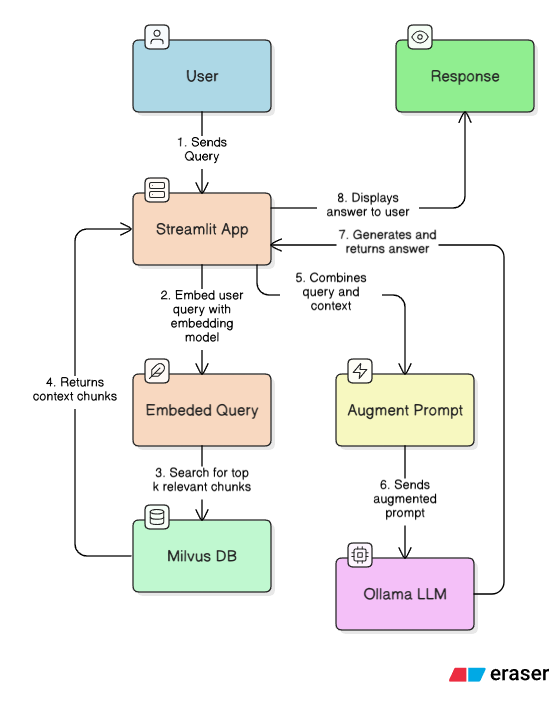 User
Response
1. Sends
Query
Streamlit App
8. Displays
answer to user
7. Generates and
returns answer
2. Embed user
query with
embedding
model
5. Combines
query and
context
4. Returns
context chunks
Embeded Query
Augment Prompt
3. Search for top
k relevant chunks
6. Sends
augmented
prompt
Milvus DB
Ollama LLM
eraser